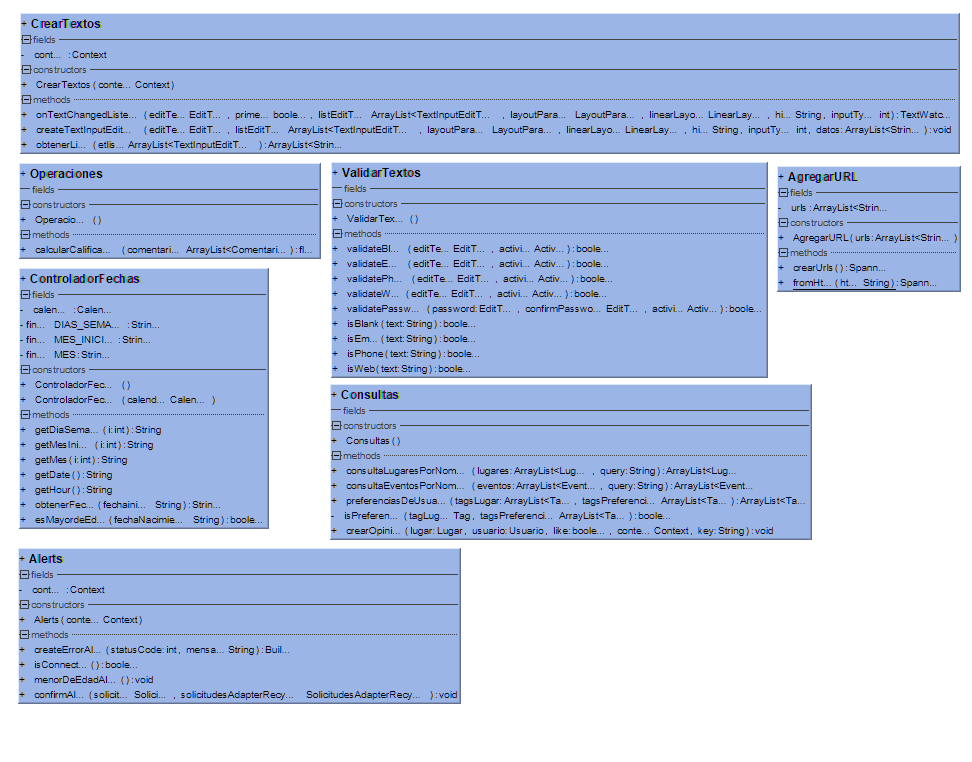 + CrearTextos
fields
- cont... : Context
constructors
+ CrearTextos ( conte... Context )
methods
+ onTextChangedListe... ( editTe... EditT... , prime... boole... , listEditT... ArrayList<TextInputEditT... , layoutPara... LayoutPara... , linearLayo... LinearLay... , hi... String , inputTy... int ) : TextWatc...
+ createTextInputEdit... ( editTe... EditT... , listEditT... ArrayList<TextInputEditT... , layoutPara... LayoutPara... , linearLayo... LinearLay... , hi... String , inputTy... int , datos: ArrayList<Strin... ) : void
+ obtenerLi... ( etlis... ArrayList<TextInputEditT... ) : ArrayList<Strin...
+ Operaciones
fields
constructors
+ Operacio... ( )
methods
+ calcularCalifica... ( comentari... ArrayList<Comentari... ) : fl...
+ ValidarTextos
fields
constructors
+ ValidarTex... ( )
methods
+ validateBl... ( editTe... EditT... , activi... Activ... ) : boole...
+ validateE... ( editTe... EditT... , activi... Activ... ) : boole...
+ validatePh... ( editTe... EditT... , activi... Activ... ) : boole...
+ validateW... ( editTe... EditT... , activi... Activ... ) : boole...
+ validatePassw... ( password: EditT... , confirmPasswo... EditT... , activi... Activi... ) : boole...
+ isBlank ( text: String ) : boole...
+ isEm... ( text: String ) : boole...
+ isPhone ( text: String ) : boole...
+ isWeb ( text: String ) : boole...
+ AgregarURL
fields
- urls : ArrayList<Strin...
constructors
+ AgregarURL ( urls: ArrayList<Strin... )
methods
+ crearUrls ( ) : Spann...
+ fromHt... ( ht... String ) : Spann...
+ ControladorFechas
fields
- calen... : Calen...
- fin... DIAS_SEMA... : Strin...
- fin... MES_INICI... : Strin...
- fin... MES : Strin...
constructors
+ ControladorFec... ( )
+ ControladorFec... ( calend... Calen... )
methods
+ getDiaSema... ( i: int ) : String
+ getMesIni... ( i: int ) : String
+ getMes ( i: int ) : String
+ getDate ( ) : String
+ getHour ( ) : String
+ obtenerFec... ( fechaini... String ) : Strin...
+ esMayordeEd... ( fechaNacimie... String ) : boole...
+ Consultas
fields
constructors
+ Consultas ( )
methods
+ consultaLugaresPorNom... ( lugares: ArrayList<Lug... , query: String ) : ArrayList<Lug...
+ consultaEventosPorNom... ( eventos: ArrayList<Event... , query: String ) : ArrayList<Event...
+ preferenciasDeUsua... ( tagsLugar: ArrayList<Ta... , tagsPreferenci... ArrayList<Ta... ) : ArrayList<Ta...
- isPreferen... ( tagLug... Tag , tagsPreferenci... ArrayList<Ta... ) : boole...
+ crearOpini... ( lugar: Lugar , usuario: Usuario , like: boole... , conte... Context , key: String ) : void
+ Alerts
fields
- cont... : Context
constructors
+ Alerts ( conte... Context )
methods
+ createErrorAl... ( statusCode: int , mensa... String ) : Buil...
+ isConnect... ( ) : boole...
+ menorDeEdadAl... ( ) : void
+ confirmAl... ( solicit... Solici... , solicitudesAdapterRecy... SolicitudesAdapterRecy... ) : void